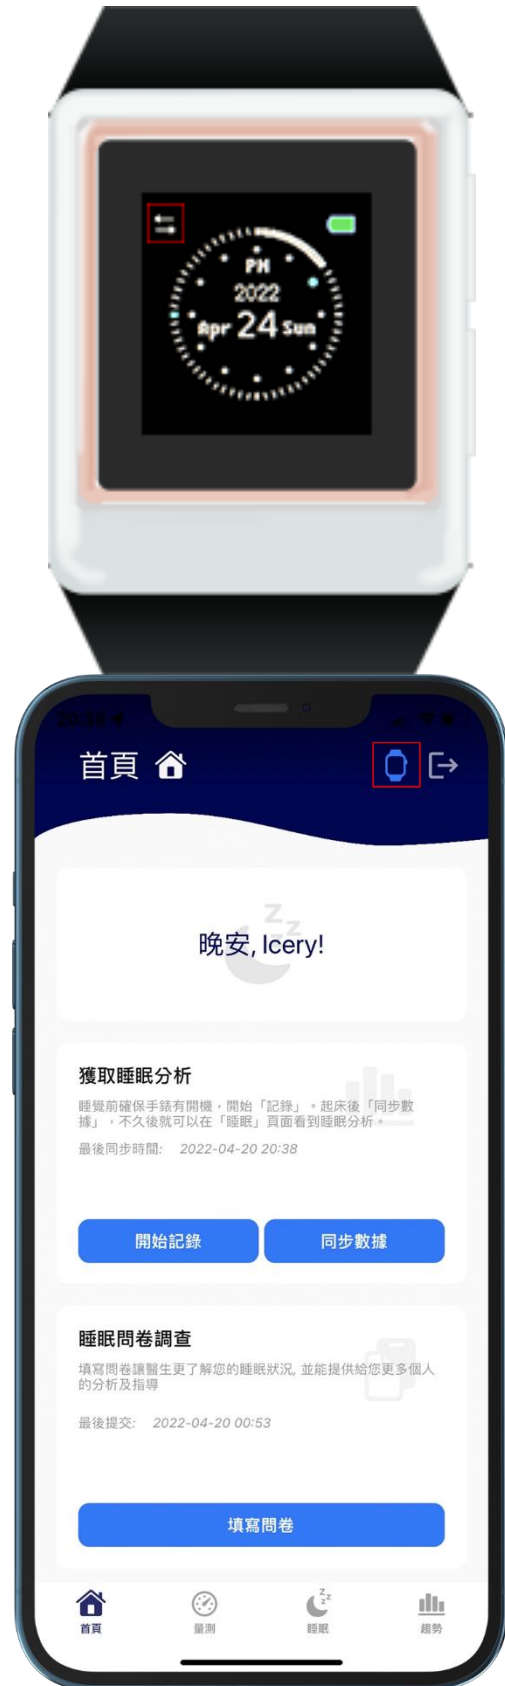 PM
2022
Apr 24 Sun
首頁
晚安, Icery!
獲取睡眠分析
睡覺前確保手錶有開機，開始「記錄」。起床後「同步數
據」，不久後就可以在「睡眠」頁面看到睡眠分析。
最後同步時間: 2022-04-20 20:38
開始記錄 同步數據
睡眠問卷調查
填寫問卷讓醫生更了解您的睡眠狀況, 並能提供給您更多個人
的分析及指導
最後提交: 2022-04-20 00:53
填寫問卷
首頁 量測 睡眠 趨勢